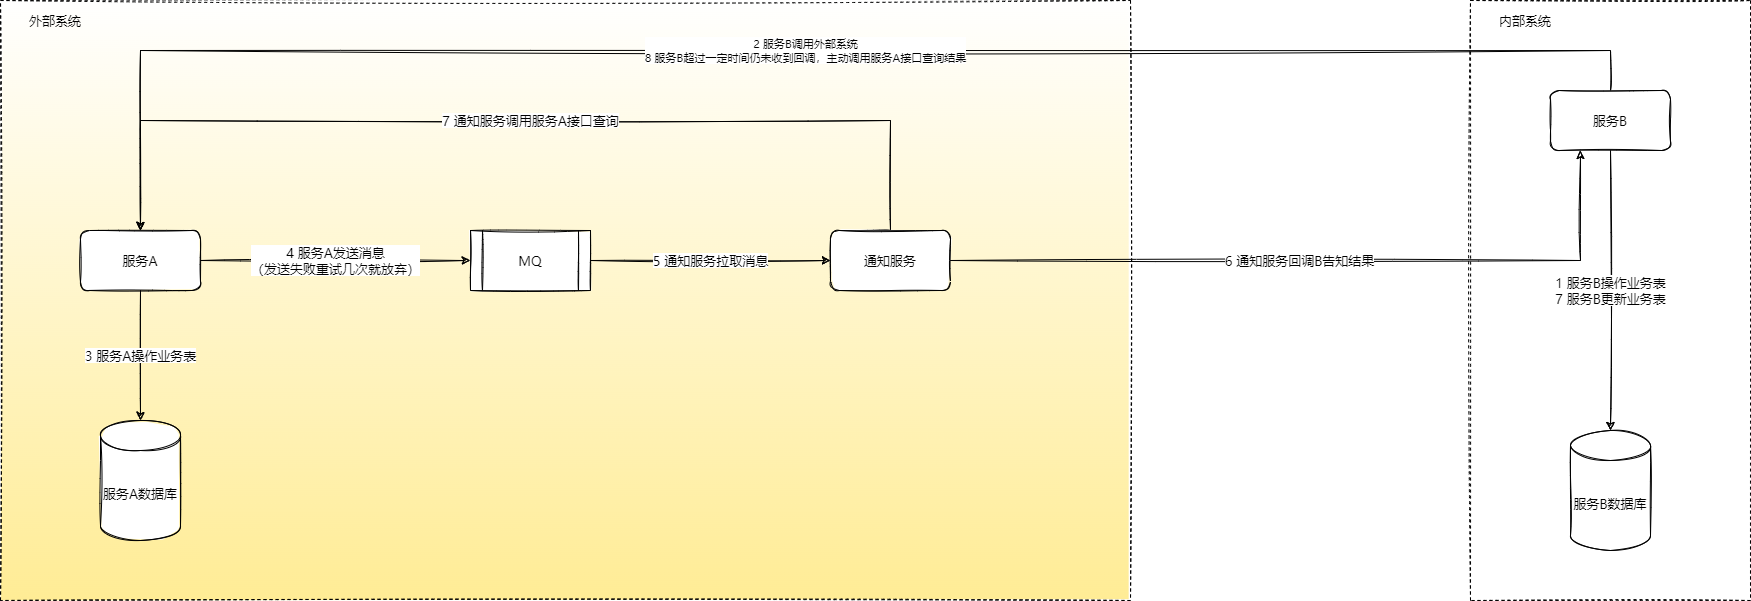 外部系统
内部系统
2 服务B调用外部系统
8 服务B超过一定时间仍未收到回调，主动调用服务A接口查询结果
7 通知服务调用服务A接口查询
服务B
服务A
4 服务A发送消息
（发送失败重试几次就放弃）
MQ
5 通知服务拉取消息
通知服务
6 通知服务回调B告知结果
1 服务B操作业务表
7 服务B更新业务表
3 服务A操作业务表
服务A数据库
服务B数据库